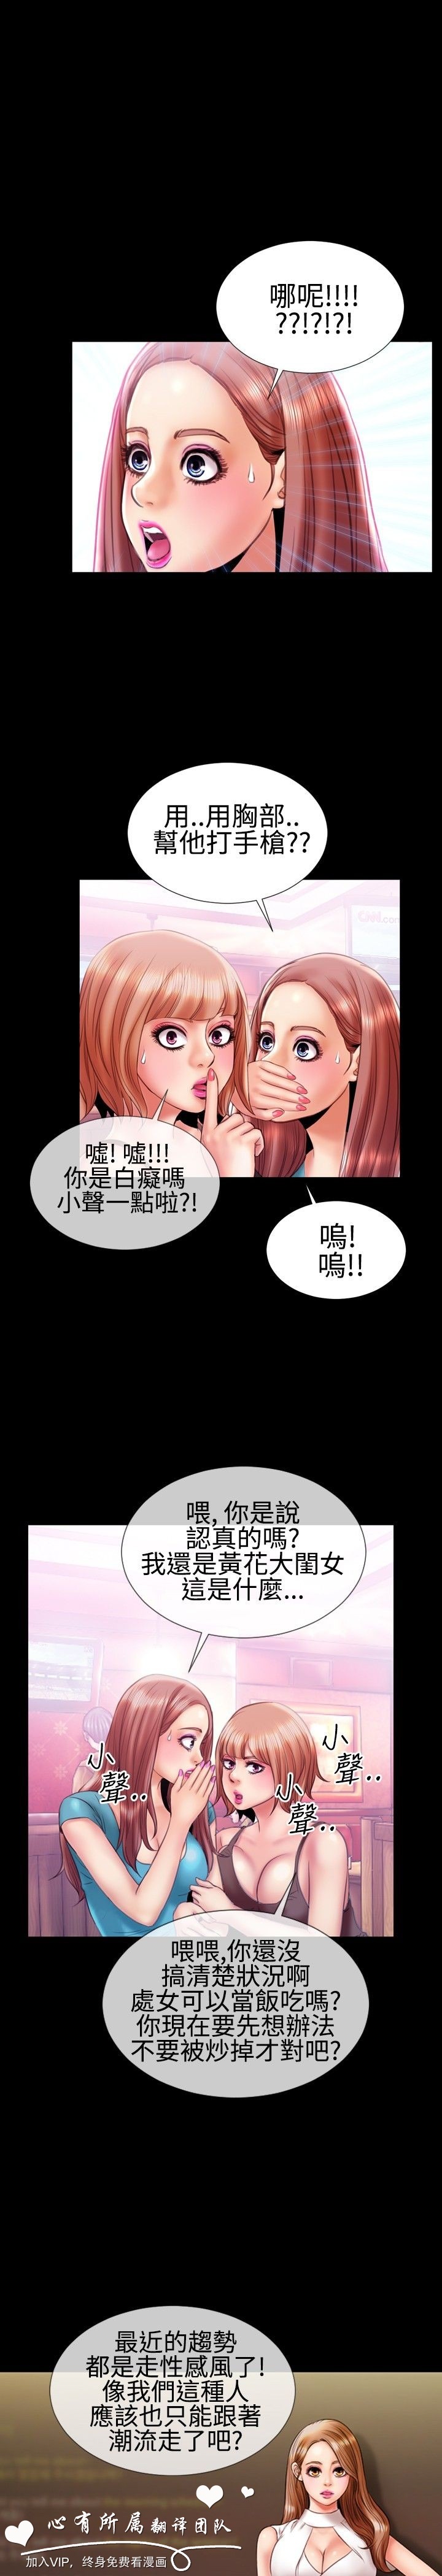 哪呢!!!!
??!?!?!
用..用胸部..
幫他打手槍??
噓! 噓!!!
你是白癡嗎
小聲一點啦?!
嗚!
嗚!!
喂, 你是說
認真的嗎?
我還是黃花大閨女
這是什麼...
小
聲..
小
聲..
小
聲..
喂喂,你還沒
搞清楚狀況啊
處女可以當飯吃嗎?
你現在要先想辦法
不要被炒掉才對吧?
最近的趨勢
都是走性感風了!
像我們這種人
應該也只能跟著
潮流走了吧?
心有所属翻译团队
加入VIP，终身免费看漫画